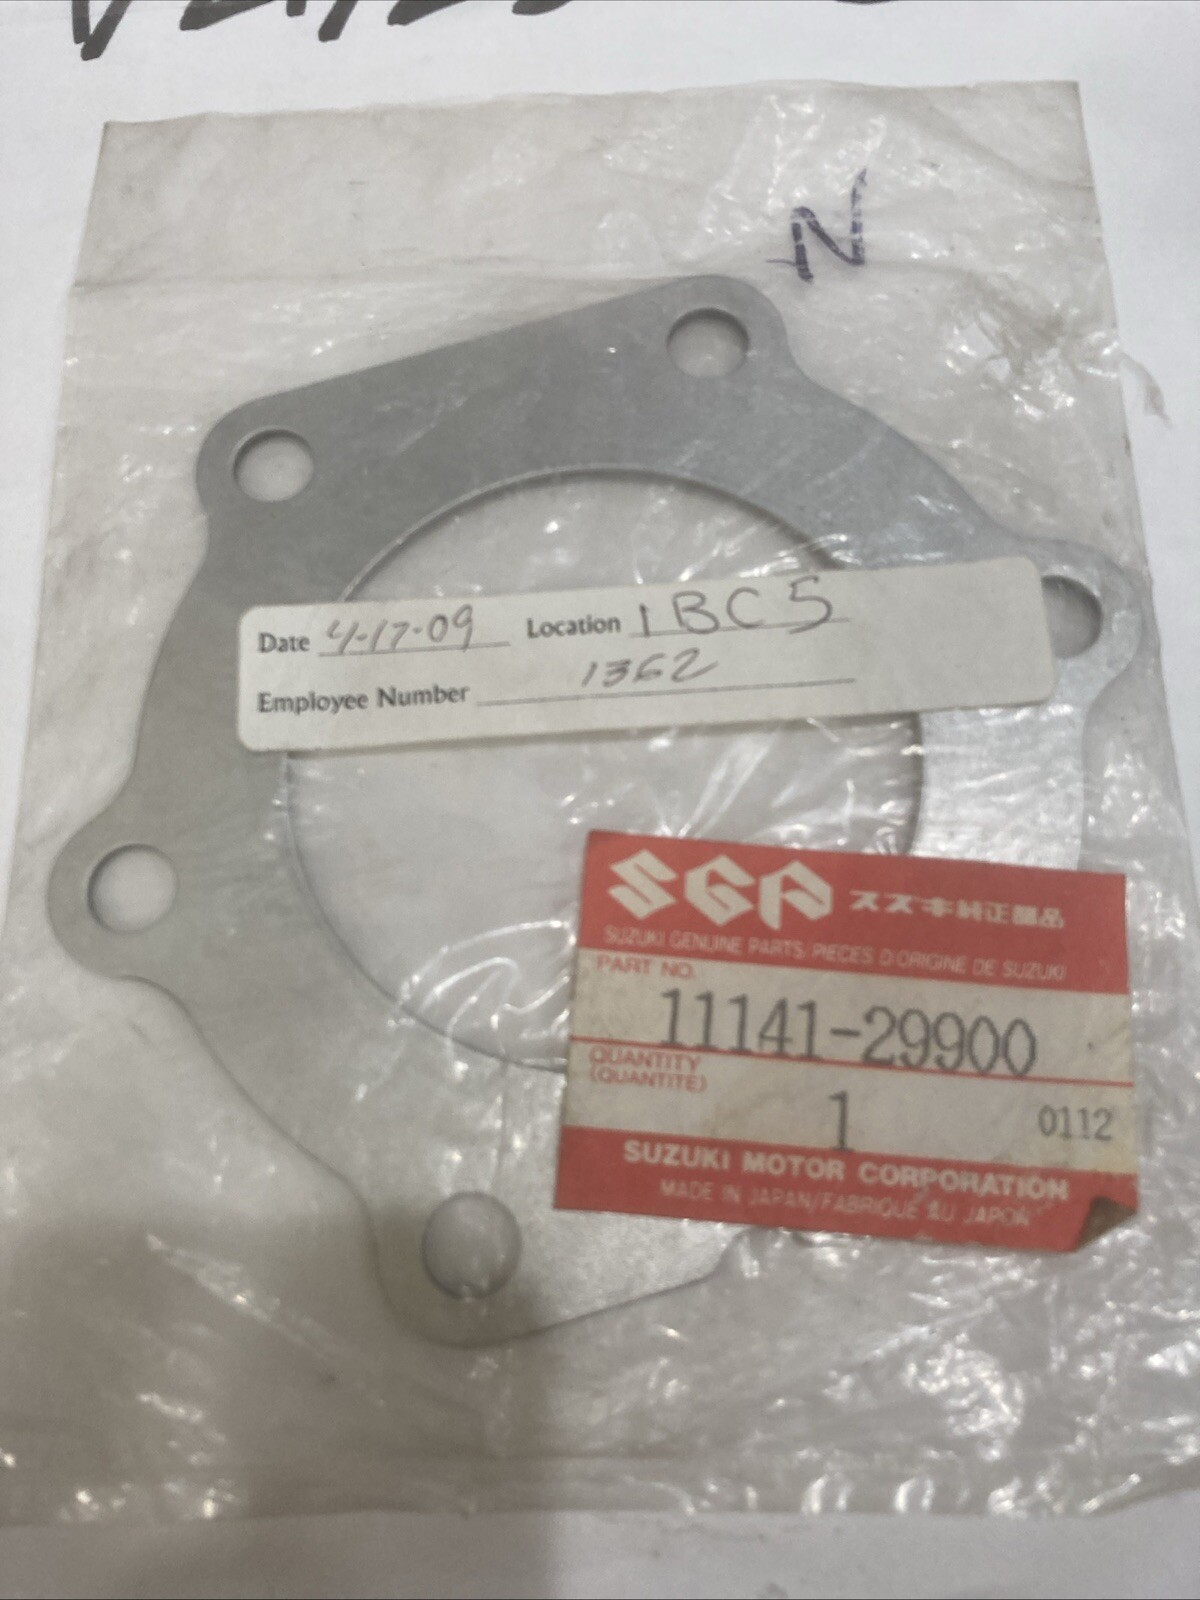 N
Date 4-17-09 Location 1BC5
Employee Number 1362
SGP スズキ純正部品
SUZUKI GENUINE PARTS/PIECES D'ORIGINE DE SUZUKI
PART NO.
11141-29900
QUANTITY
(QUANTITE)
1 0112
SUZUKI MOTOR CORPORATION
MADE IN JAPAN/FABRIQUE AU JAPON